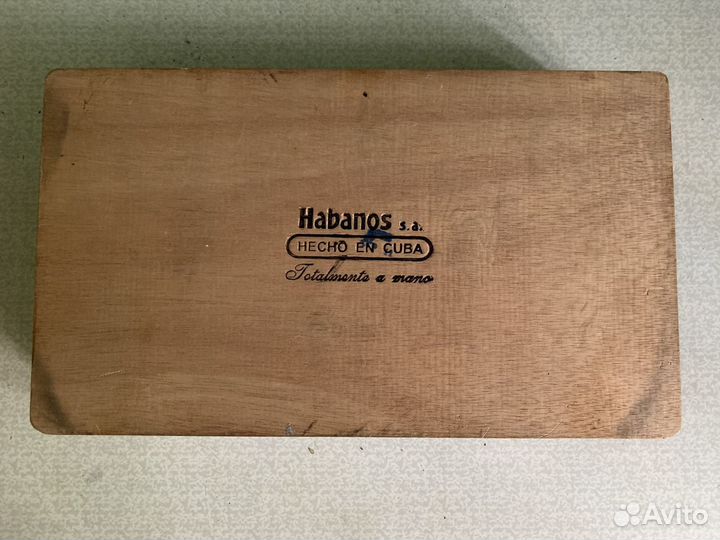 Habanos s.a.
HECHO EN CUBA
Totalmente a mano
Avito